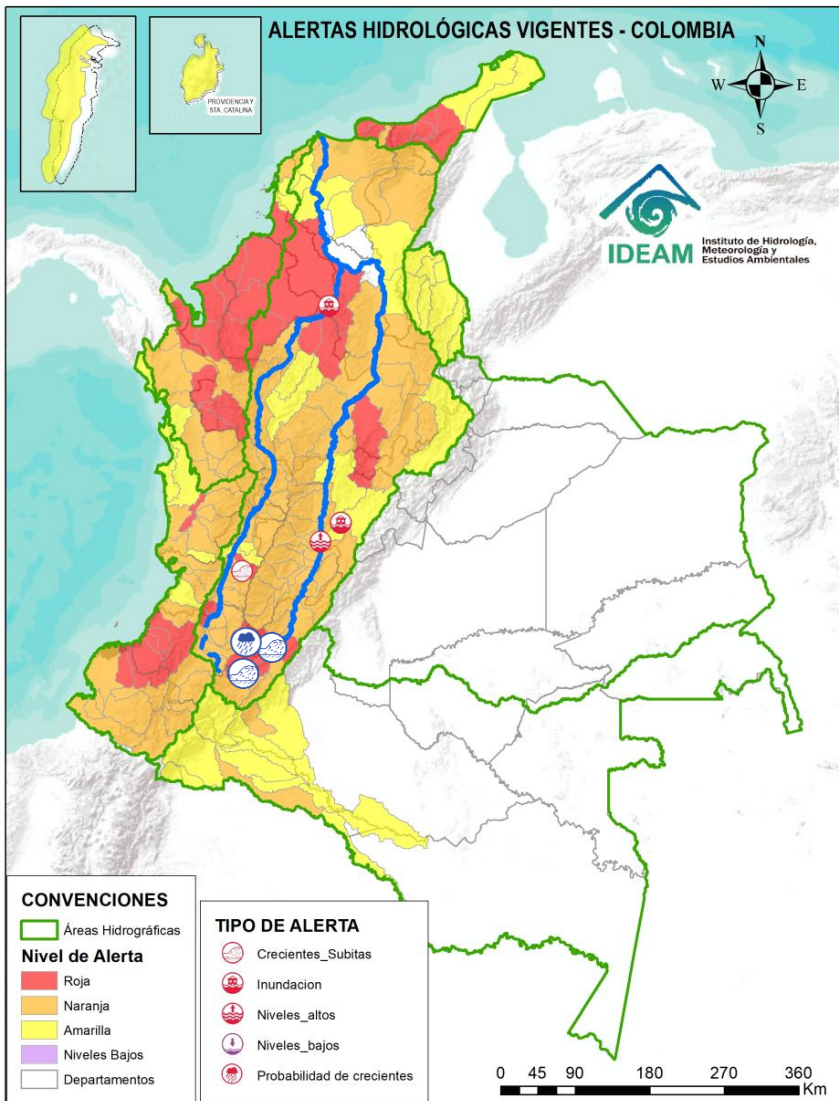 ALERTAS HIDROLÓGICAS VIGENTES - COLOMBIA
PROVIDENCIA Y
STA. CATALINA
N
W
E
S
IDEAM
Instituto de Hidrología,
Meteorología y
Estudios Ambientales
CONVENCIONES
Áreas Hidrográficas
Nivel de Alerta
Roja
Naranja
Amarilla
Niveles Bajos
Departamentos
TIPO DE ALERTA
Crecientes_Subitas
Inundacion
Niveles_altos
Niveles_bajos
Probabilidad de crecientes
0 45 90 180 270 360
Km